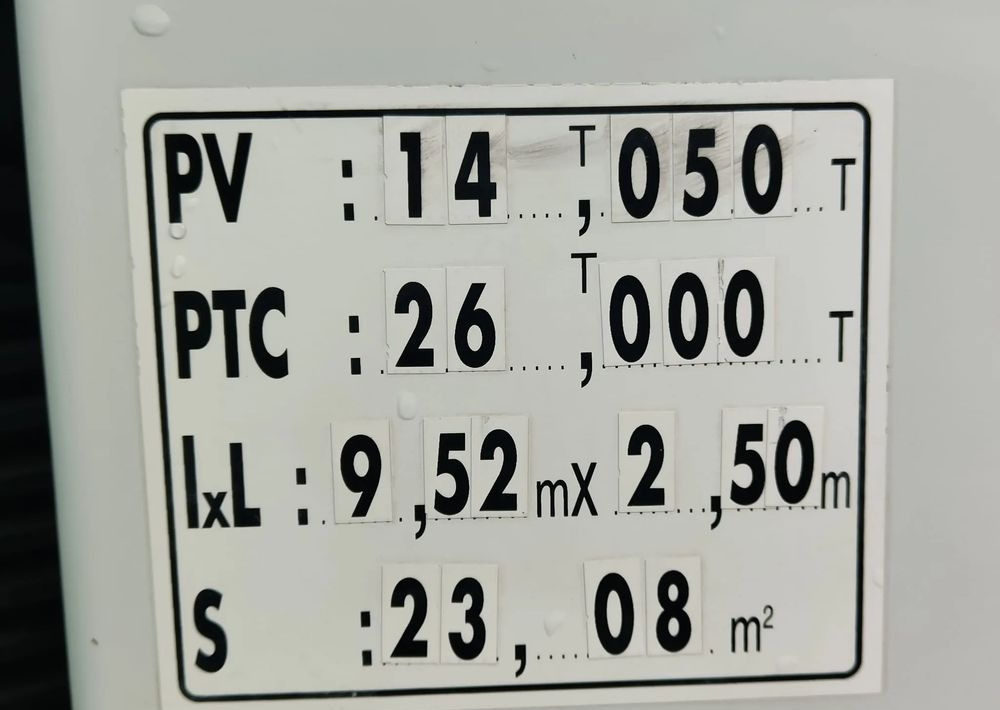 PV : 14 T,050 T
PTC : 26 T,000 T
lxL : 9,52 mX 2,50 m
S : 23,08 m²